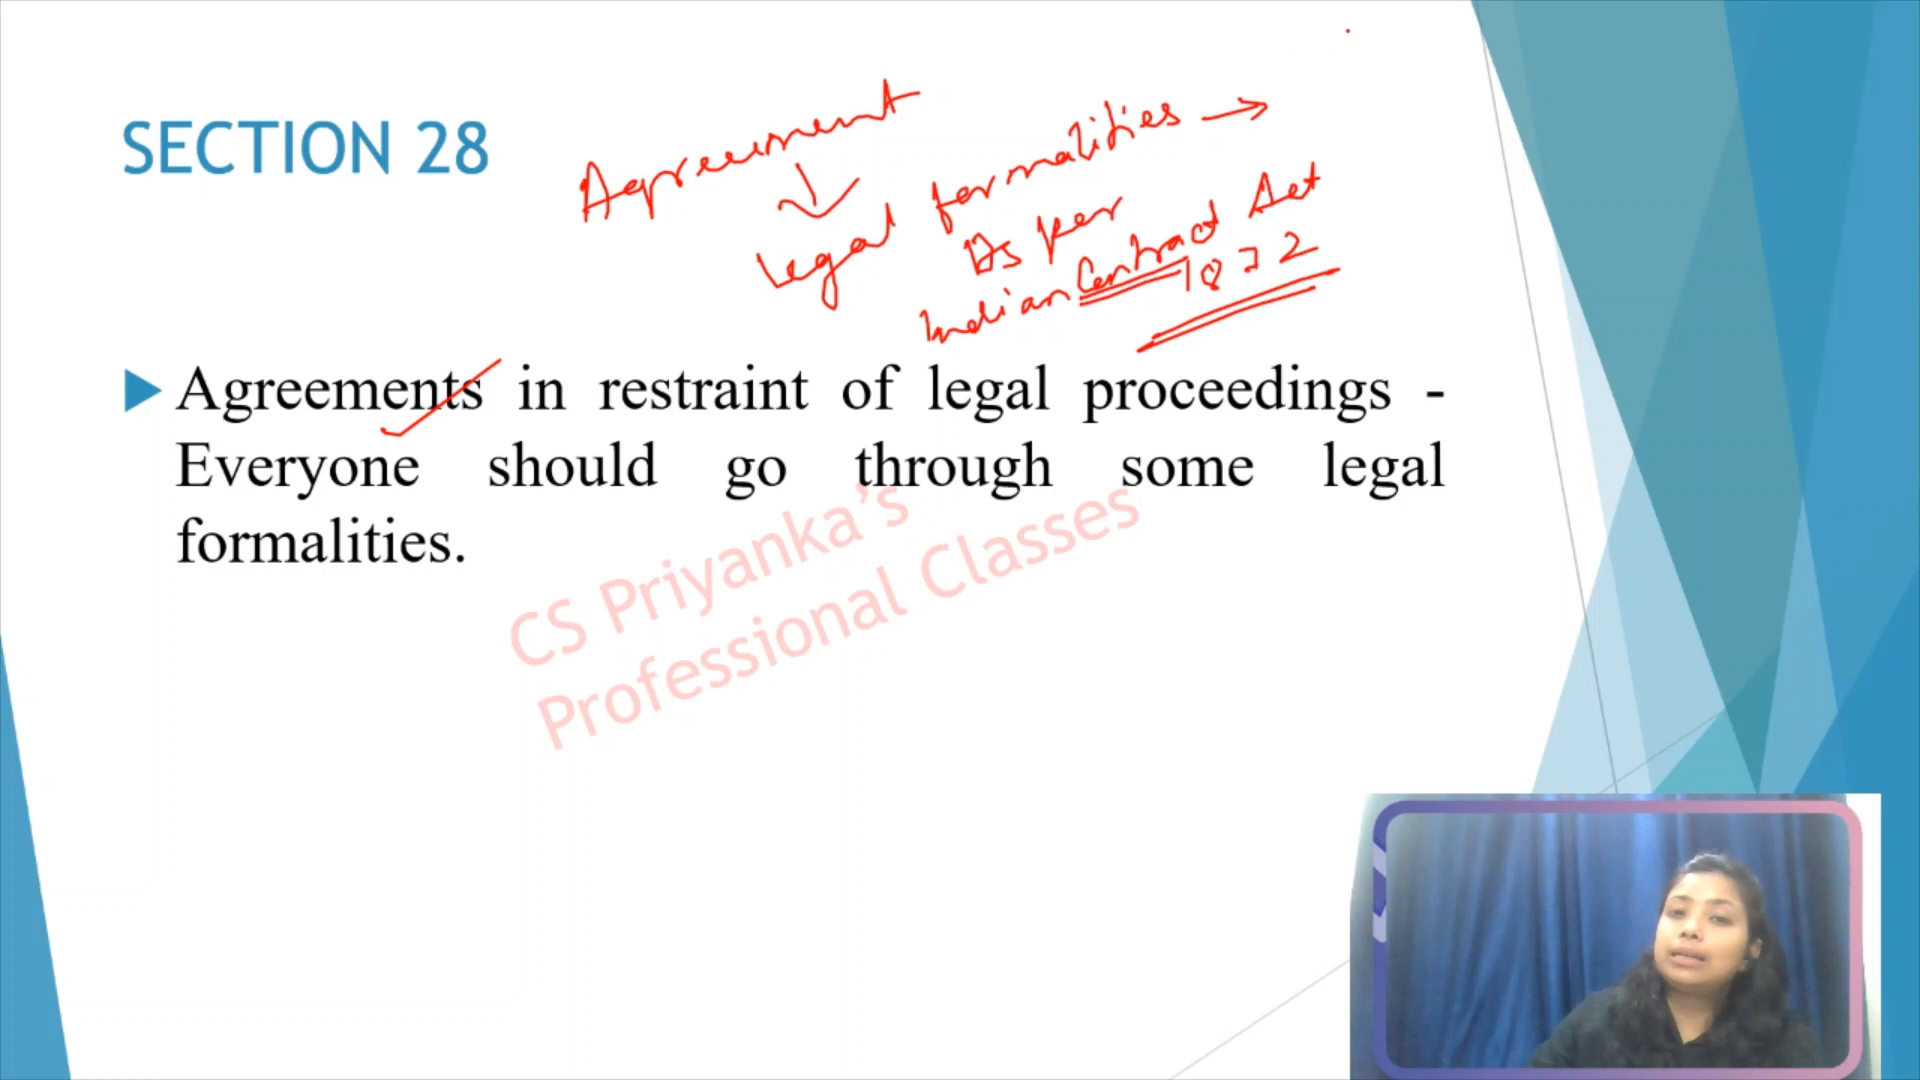 SECTION 28
Agreement
legal formalities →
As per
Indian Contract Act
1872
Agreements in restraint of legal proceedings -
Everyone should go through some legal
formalities.
CS Priyanka’s
Professional Classes